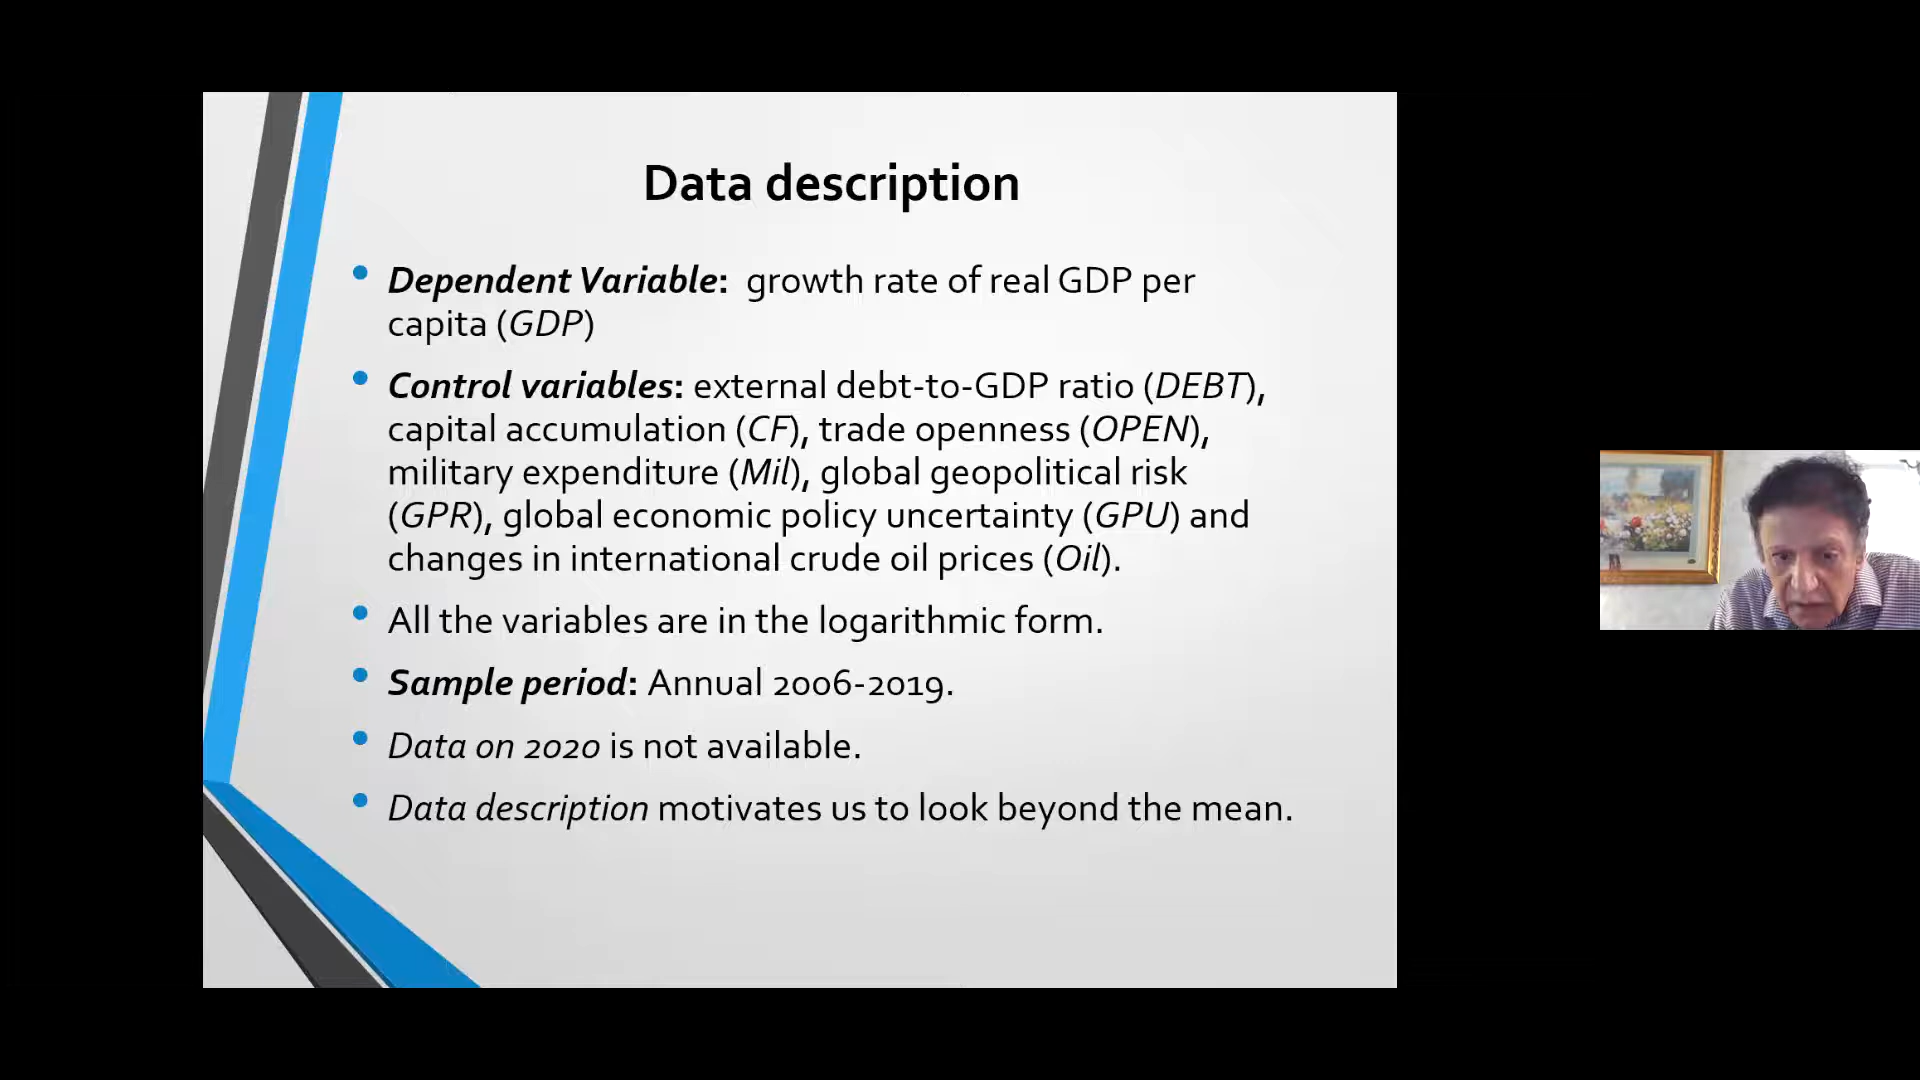 Data description
Dependent Variable: growth rate of real GDP per
capita (GDP)
Control variables: external debt-to-GDP ratio (DEBT),
capital accumulation (CF), trade openness (OPEN),
military expenditure (Mil), global geopolitical risk
(GPR), global economic policy uncertainty (GPU) and
changes in international crude oil prices (Oil).
All the variables are in the logarithmic form.
Sample period: Annual 2006-2019.
Data on 2020 is not available.
Data description motivates us to look beyond the mean.